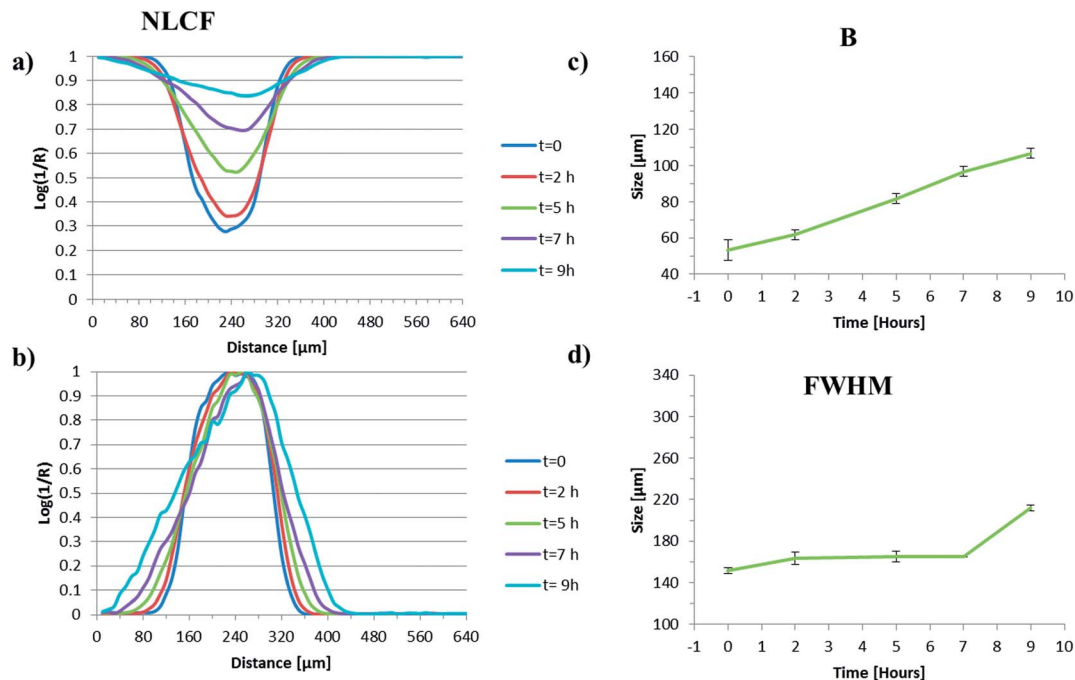 NLCF
a)
1
0.9
0.8
0.7
0.6
0.5
0.4
0.3
0.2
0.1
0
Log(1/R)
0 80 160 240 320 400 480 560 640
Distance [µm]
t=0
t=2 h
t=5 h
t=7 h
t= 9h
b)
1
0.9
0.8
0.7
0.6
0.5
0.4
0.3
0.2
0.1
0
Log(1/R)
0 80 160 240 320 400 480 560 640
Distance [µm]
t=0
t=2 h
t=5 h
t=7 h
t= 9h
B
c)
160
140
120
100
80
60
40
Size [µm]
-1 0 1 2 3 4 5 6 7 8 9 10
Time [Hours]
d)
FWHM
340
300
260
220
180
140
100
Size [µm]
-1 0 1 2 3 4 5 6 7 8 9 10
Time [Hours]